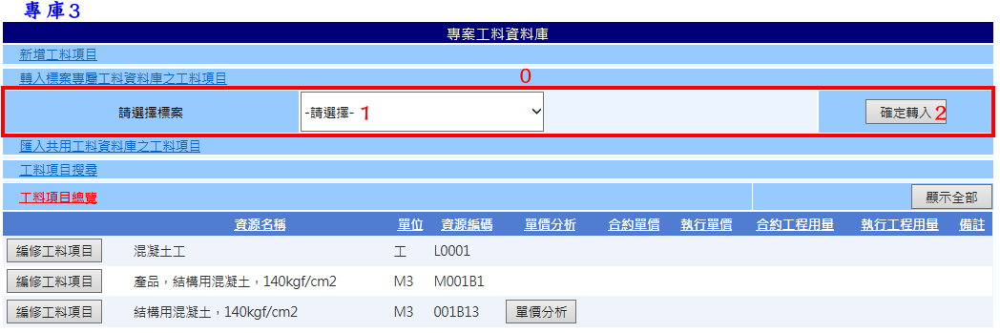 專庫3
專案工料資料庫
新增工料項目
轉入標案專屬工料資料庫之工料項目 0
請選擇標案 -請選擇- 1 確定轉入 2
匯入共用工料資料庫之工料項目
工料項目搜尋
工料項目總覽 顯示全部
資源名稱 單位 資源編碼 單價分析 合約單價 執行單價 合約工程用量 執行工程用量 備註
編修工料項目 混凝土工 工 L0001
編修工料項目 產品，結構用混凝土，140kgf/cm2 M3 M001B1
編修工料項目 結構用混凝土，140kgf/cm2 M3 001B13 單價分析